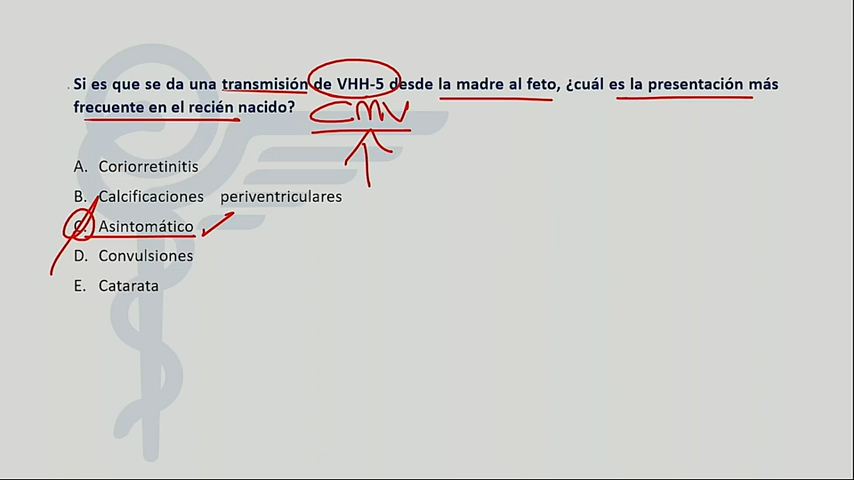 Si es que se da una transmisión de VHH-5 desde la madre al feto, ¿cuál es la presentación más
frecuente en el recién nacido?
CMV
A. Coriorretinitis
B. Calcificaciones periventriculares
C. Asintomático
D. Convulsiones
E. Catarata